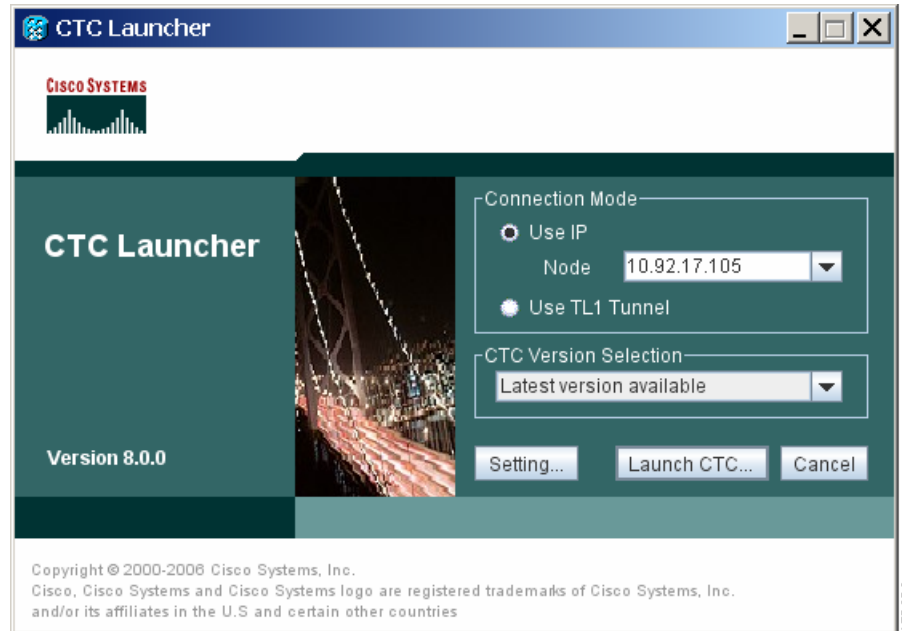 CTC Launcher
CISCO SYSTEMS
CTC Launcher
Version 8.0.0
Connection Mode
Use IP
Node 10.92.17.105
Use TL1 Tunnel
CTC Version Selection
Latest version available
Setting... Launch CTC... Cancel
Copyright © 2000-2006 Cisco Systems, Inc.
Cisco, Cisco Systems and Cisco Systems logo are registered trademarks of Cisco Systems, Inc.
and/or its affiliates in the U.S and certain other countries